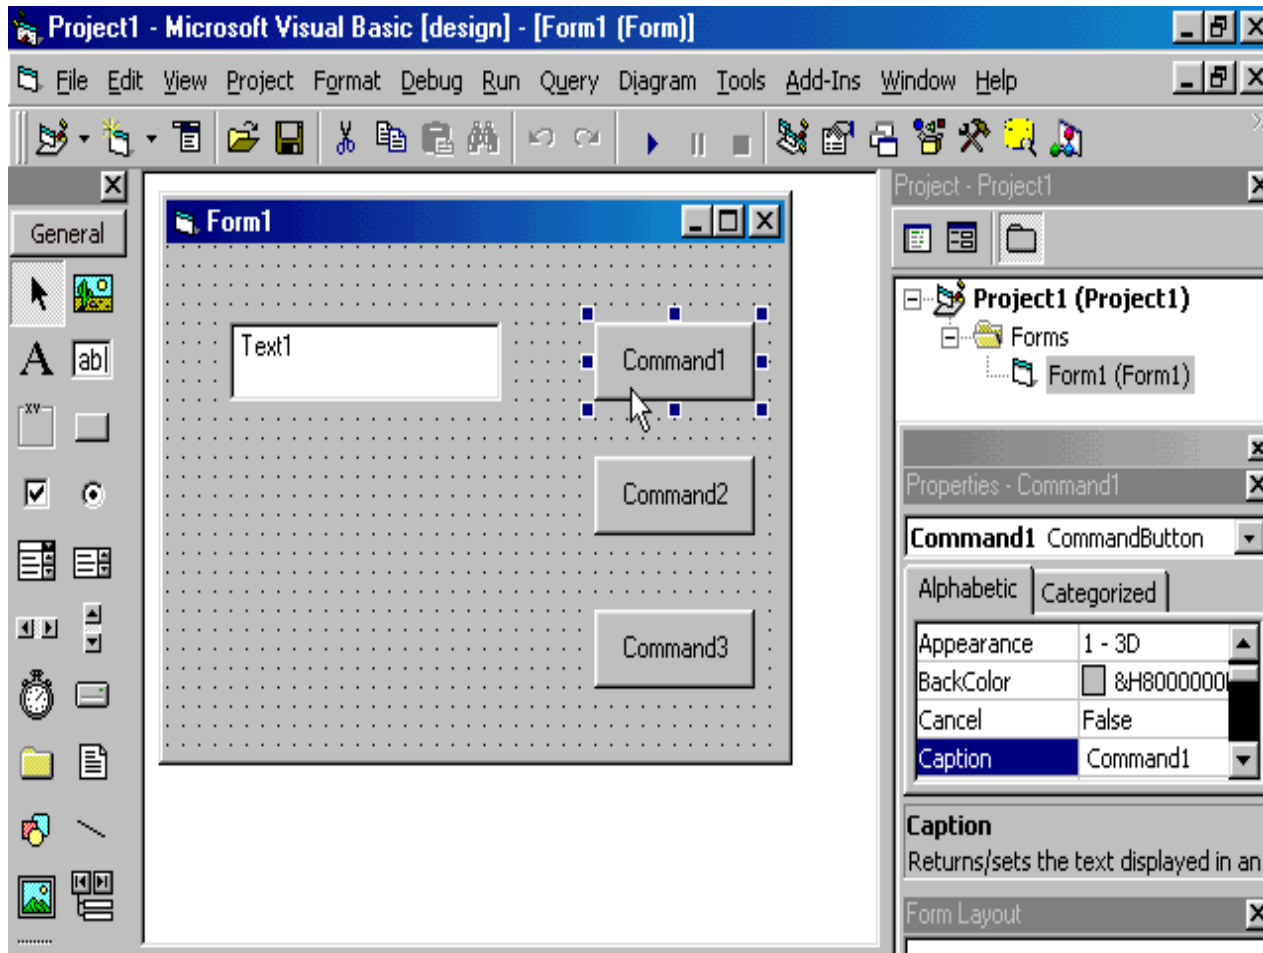 Project1 - Microsoft Visual Basic [design] - [Form1 (Form)]
File Edit View Project Format Debug Run Query Diagram Tools Add-Ins Window Help
General
A
ab|
XY
Form1
Text1
Command1
Command2
Command3
Project - Project1
Project1 (Project1)
Forms
Form1 (Form1)
Properties - Command1
Command1 CommandButton
Alphabetic Categorized
Appearance 1 - 3D
BackColor &H8000000
Cancel False
Caption Command1
Caption
Returns/sets the text displayed in an
Form Layout